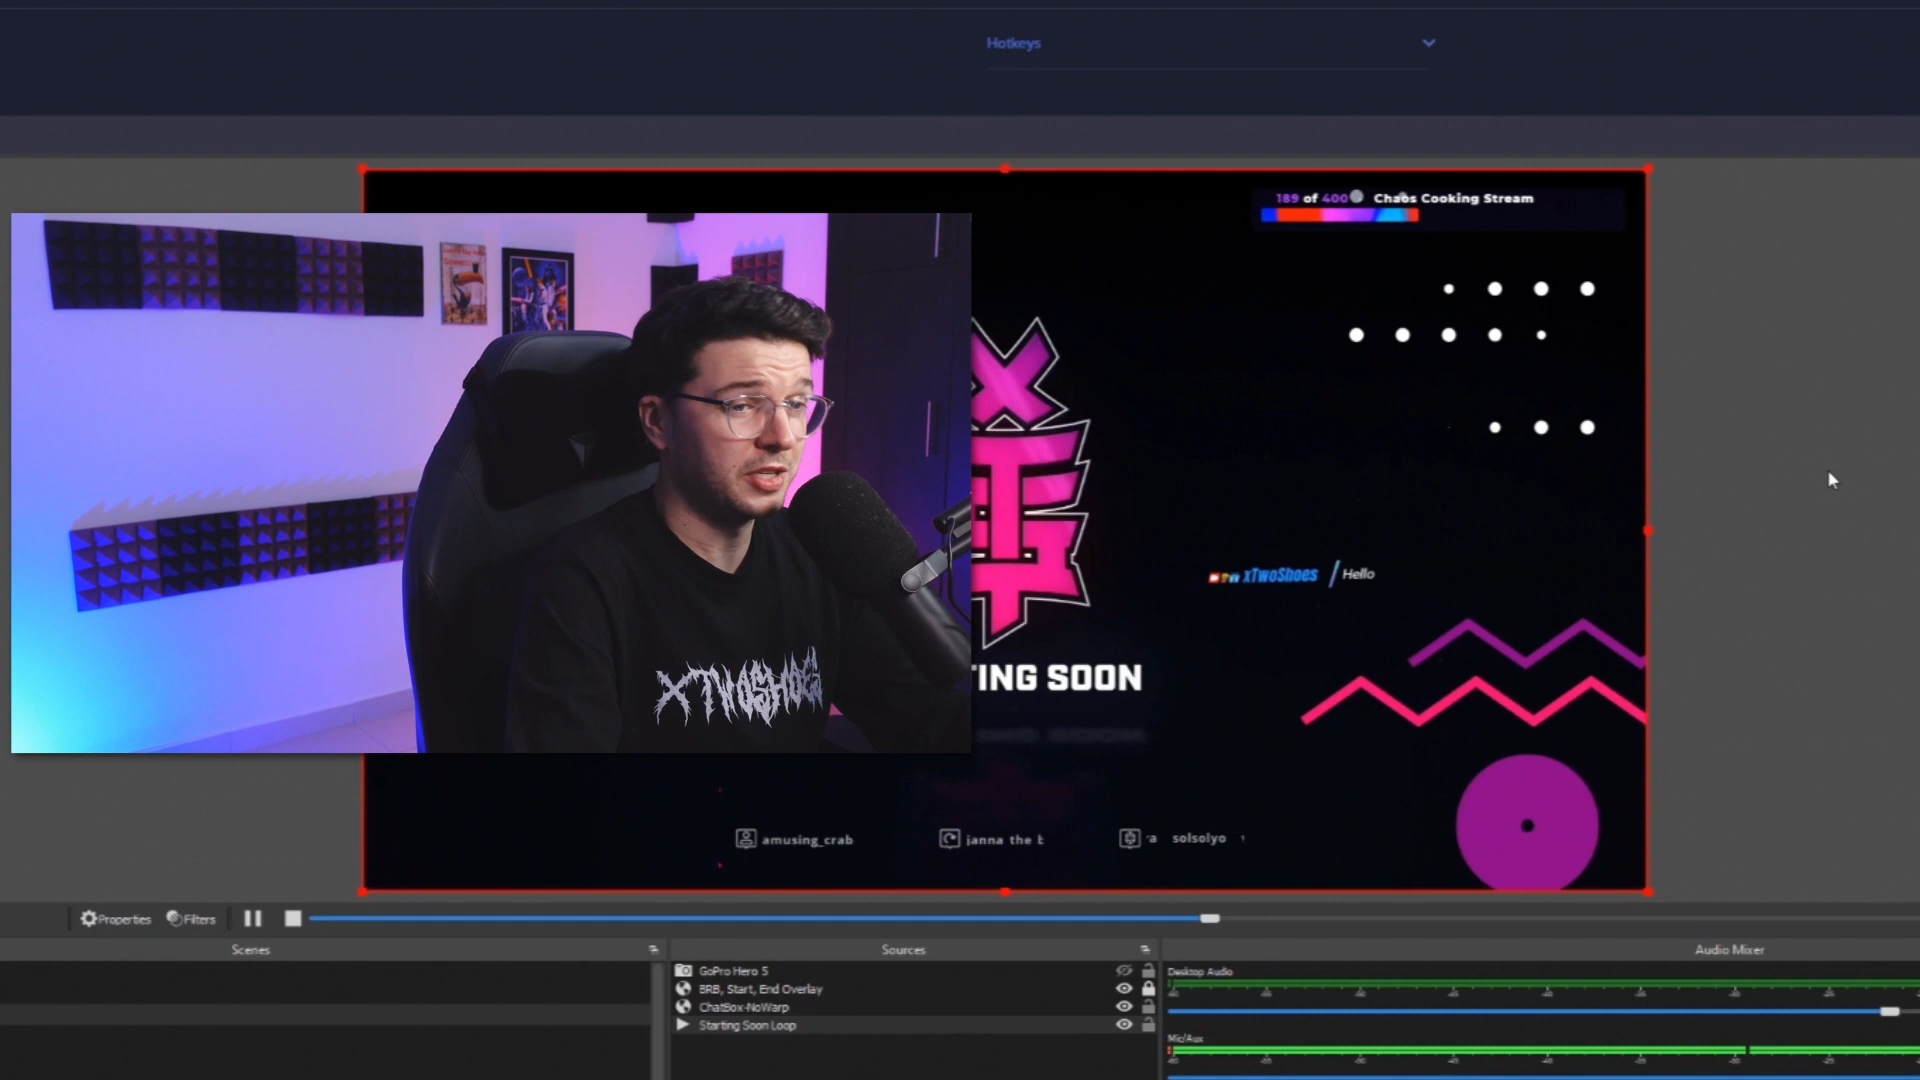 Hotkeys
189 of 400 Chaos Cooking Stream
xTwoShoes / Hello
TING SOON
XTWOSHOES
amusing_crab
janna the b
solsolyo
Properties
Filters
Scenes
Sources
Audio Mixer
GoPro Hero 5
BRB, Start, End Overlay
ChatBox-NoWarp
Starting Soon Loop
Desktop Audio
Mic/Aux